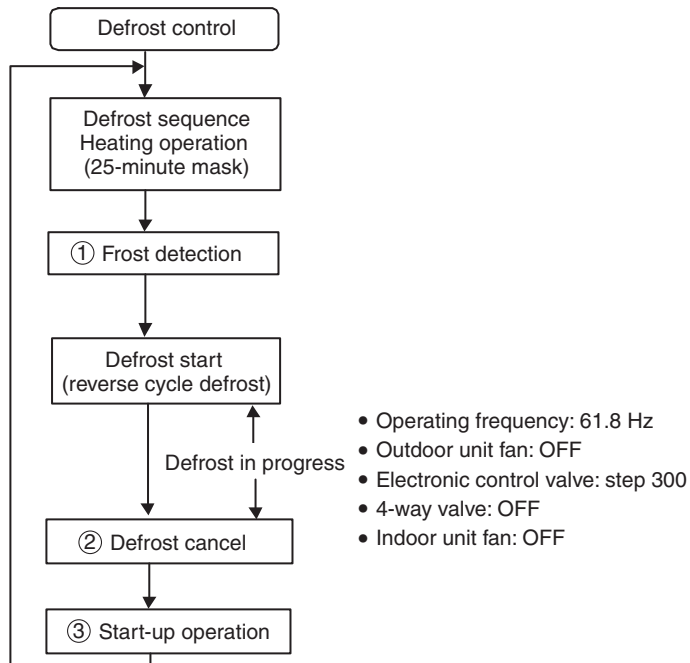 Defrost control
Defrost sequence
Heating operation
(25-minute mask)
① Frost detection
Defrost start
(reverse cycle defrost)
Defrost in progress
• Operating frequency: 61.8 Hz
• Outdoor unit fan: OFF
• Electronic control valve: step 300
• 4-way valve: OFF
• Indoor unit fan: OFF
② Defrost cancel
③ Start-up operation